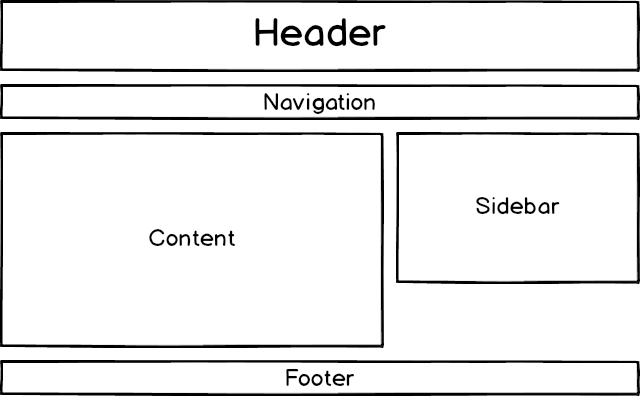 Header
Navigation
Content
Sidebar
Footer